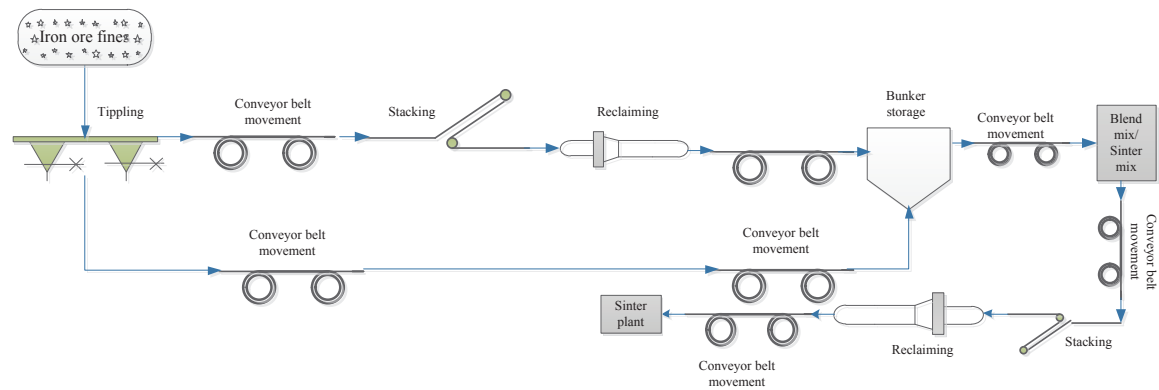 Iron ore fines
Tippling
Conveyor belt
movement
Stacking
Reclaiming
Bunker
storage
Conveyor belt
movement
Blend
mix/
Sinter
mix
Conveyor belt
movement
Conveyor belt
movement
Conveyor belt
movement
Sinter
plant
Conveyor belt
movement
Reclaiming
Stacking